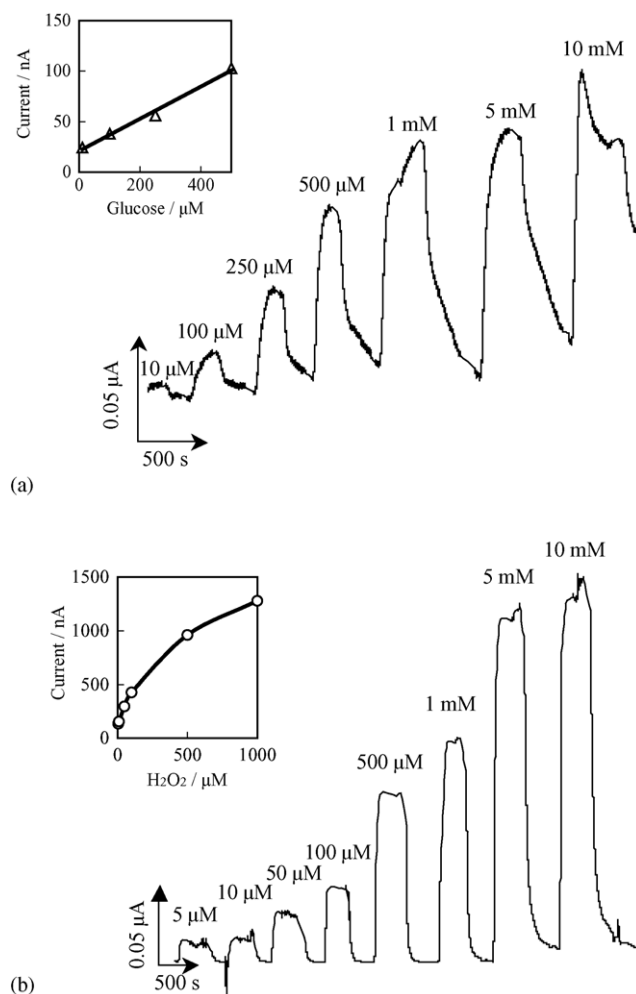 150
100
50
0
Current / nA
0 200 400
Glucose / μM
10 μM
100 μM
250 μM
500 μM
1 mM
5 mM
10 mM
0.05 μA
500 s
(a)
1500
1000
500
0
Current / nA
0 500 1000
H₂O₂ / μM
5 μM
10 μM
50 μM
100 μM
500 μM
1 mM
5 mM
10 mM
0.05 μA
500 s
(b)